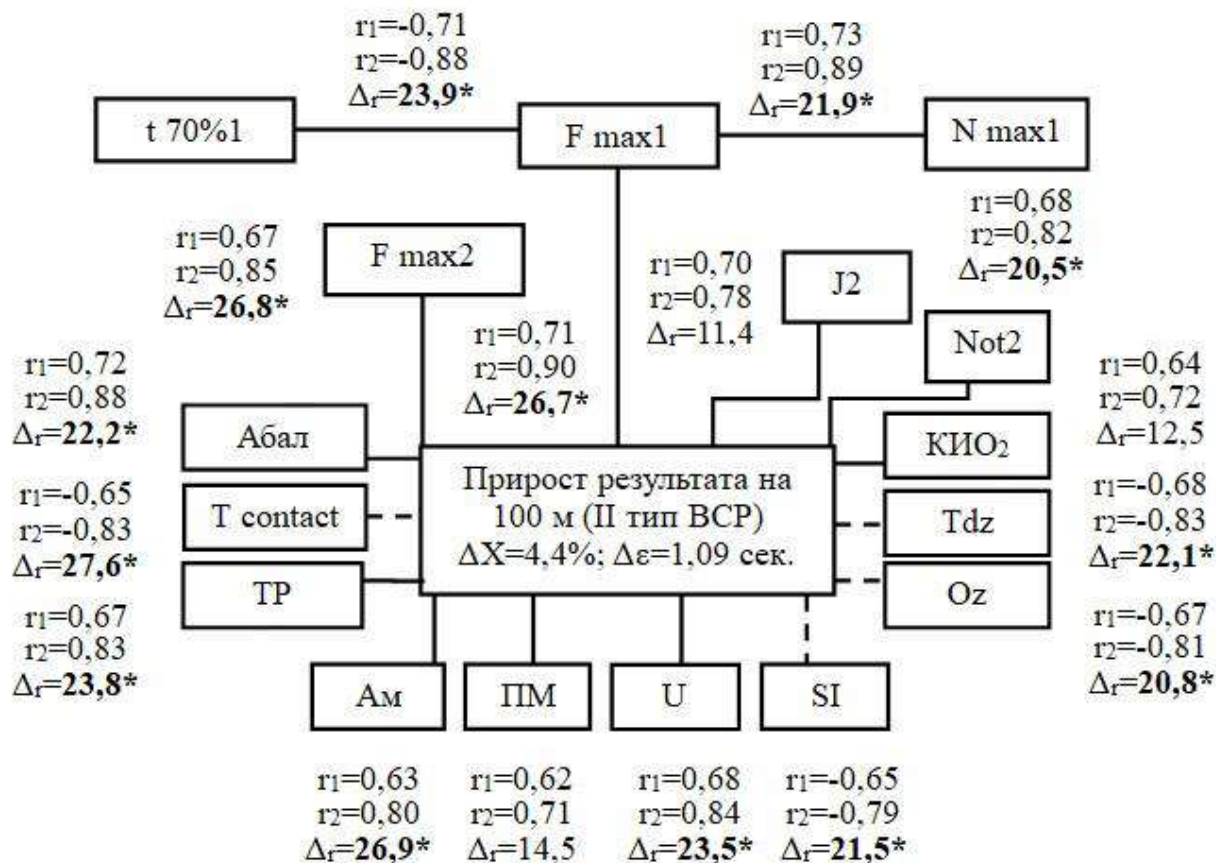 r1=-0,71
r2=-0,88
Δr=23,9*
r1=0,73
r2=0,89
Δr=21,9*
t 70%1
F max1
N max1
r1=0,67
r2=0,85
Δr=26,8*
F max2
r1=0,70
r2=0,78
Δr=11,4
J2
r1=0,68
r2=0,82
Δr=20,5*
Not2
r1=0,72
r2=0,88
Δr=22,2*
r1=0,71
r2=0,90
Δr=26,7*
r1=0,64
r2=0,72
Δr=12,5
Абал
КИО2
r1=-0,65
r2=-0,83
Δr=27,6*
T contact
Прирост результата на
100 м (II тип ВСР)
ΔX=4,4%; Δε=1,09 сек.
Tdz
r1=-0,68
r2=-0,83
Δr=22,1*
ТР
Oz
r1=0,67
r2=0,83
Δr=23,8*
r1=-0,67
r2=-0,81
Δr=20,8*
Ам
ПМ
U
SI
r1=0,63
r2=0,80
Δr=26,9*
r1=0,62
r2=0,71
Δr=14,5
r1=0,68
r2=0,84
Δr=23,5*
r1=-0,65
r2=-0,79
Δr=21,5*